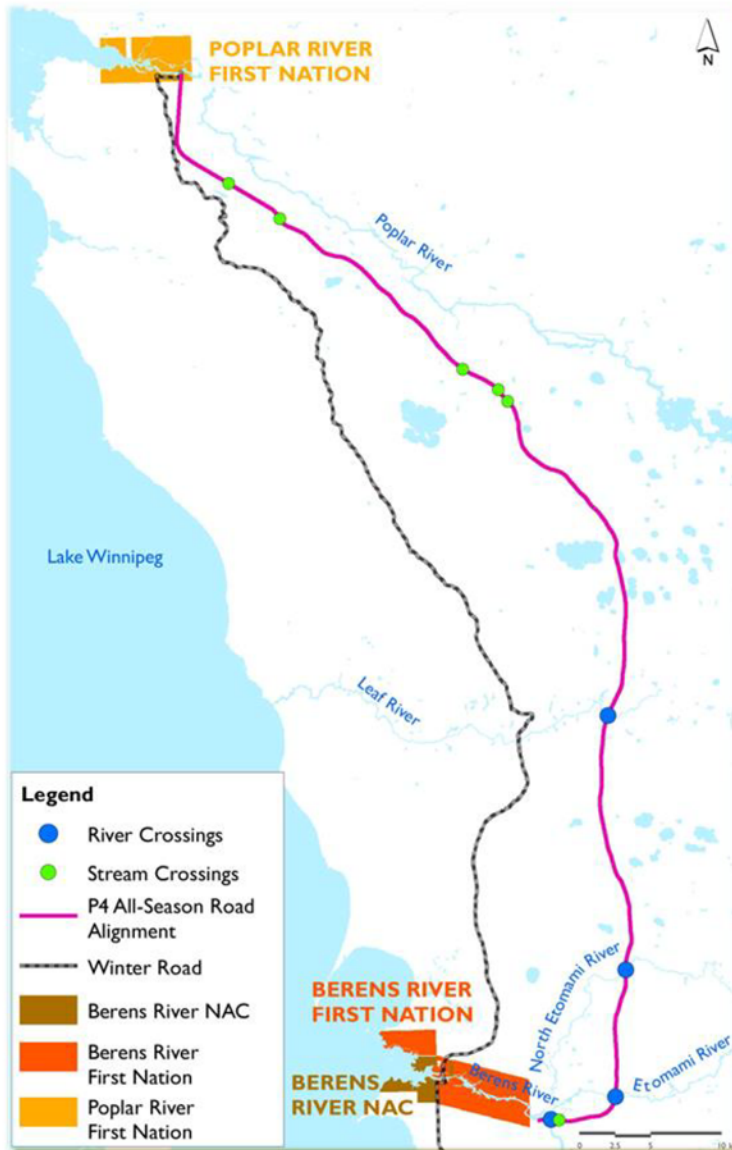 POPLAR RIVER
FIRST NATION
N
Poplar River
Lake Winnipeg
Leaf River
Legend
River Crossings
Stream Crossings
P4 All-Season Road
Alignment
Winter Road
Berens River NAC
Berens River
First Nation
Poplar River
First Nation
BERENS RIVER
FIRST NATION
North Etomami River
Etomami River
Berens River
BERENS
RIVER NAC
0 2.5 5 10